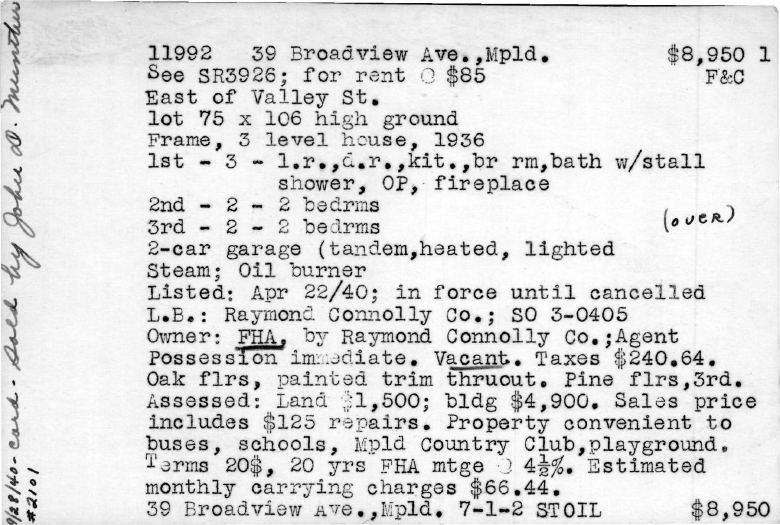 11992 39 Broadview Ave.,Mpld. $8,950 1
See SR3926; for rent @ $85 F&C
East of Valley St.
lot 75 x 106 high ground
Frame, 3 level house, 1936
1st - 3 - l.r.,d.r.,kit.,br rm,bath w/stall
shower, OP, fireplace
2nd - 2 - 2 bedrms
3rd - 2 - 2 bedrms
(OVER)
2-car garage (tandem,heated, lighted
Steam; Oil burner
Listed: Apr 22/40; in force until cancelled
L.B.: Raymond Connolly Co.; SO 3-0405
Owner: FHA, by Raymond Connolly Co.;Agent
Possession immediate. Vacant. Taxes $240.64.
Oak flrs, painted trim thruout. Pine flrs,3rd.
Assessed: Land $1,500; bldg $4,900. Sales price
includes $125 repairs. Property convenient to
buses, schools, Mpld Country Club,playground.
Terms 20$, 20 yrs FHA mtge @ 4½%. Estimated
monthly carrying charges $66.44.
39 Broadview Ave.,Mpld. 7-1-2 STOIL $8,950
9/28/40-card- Sold by John D. Munther
#2101